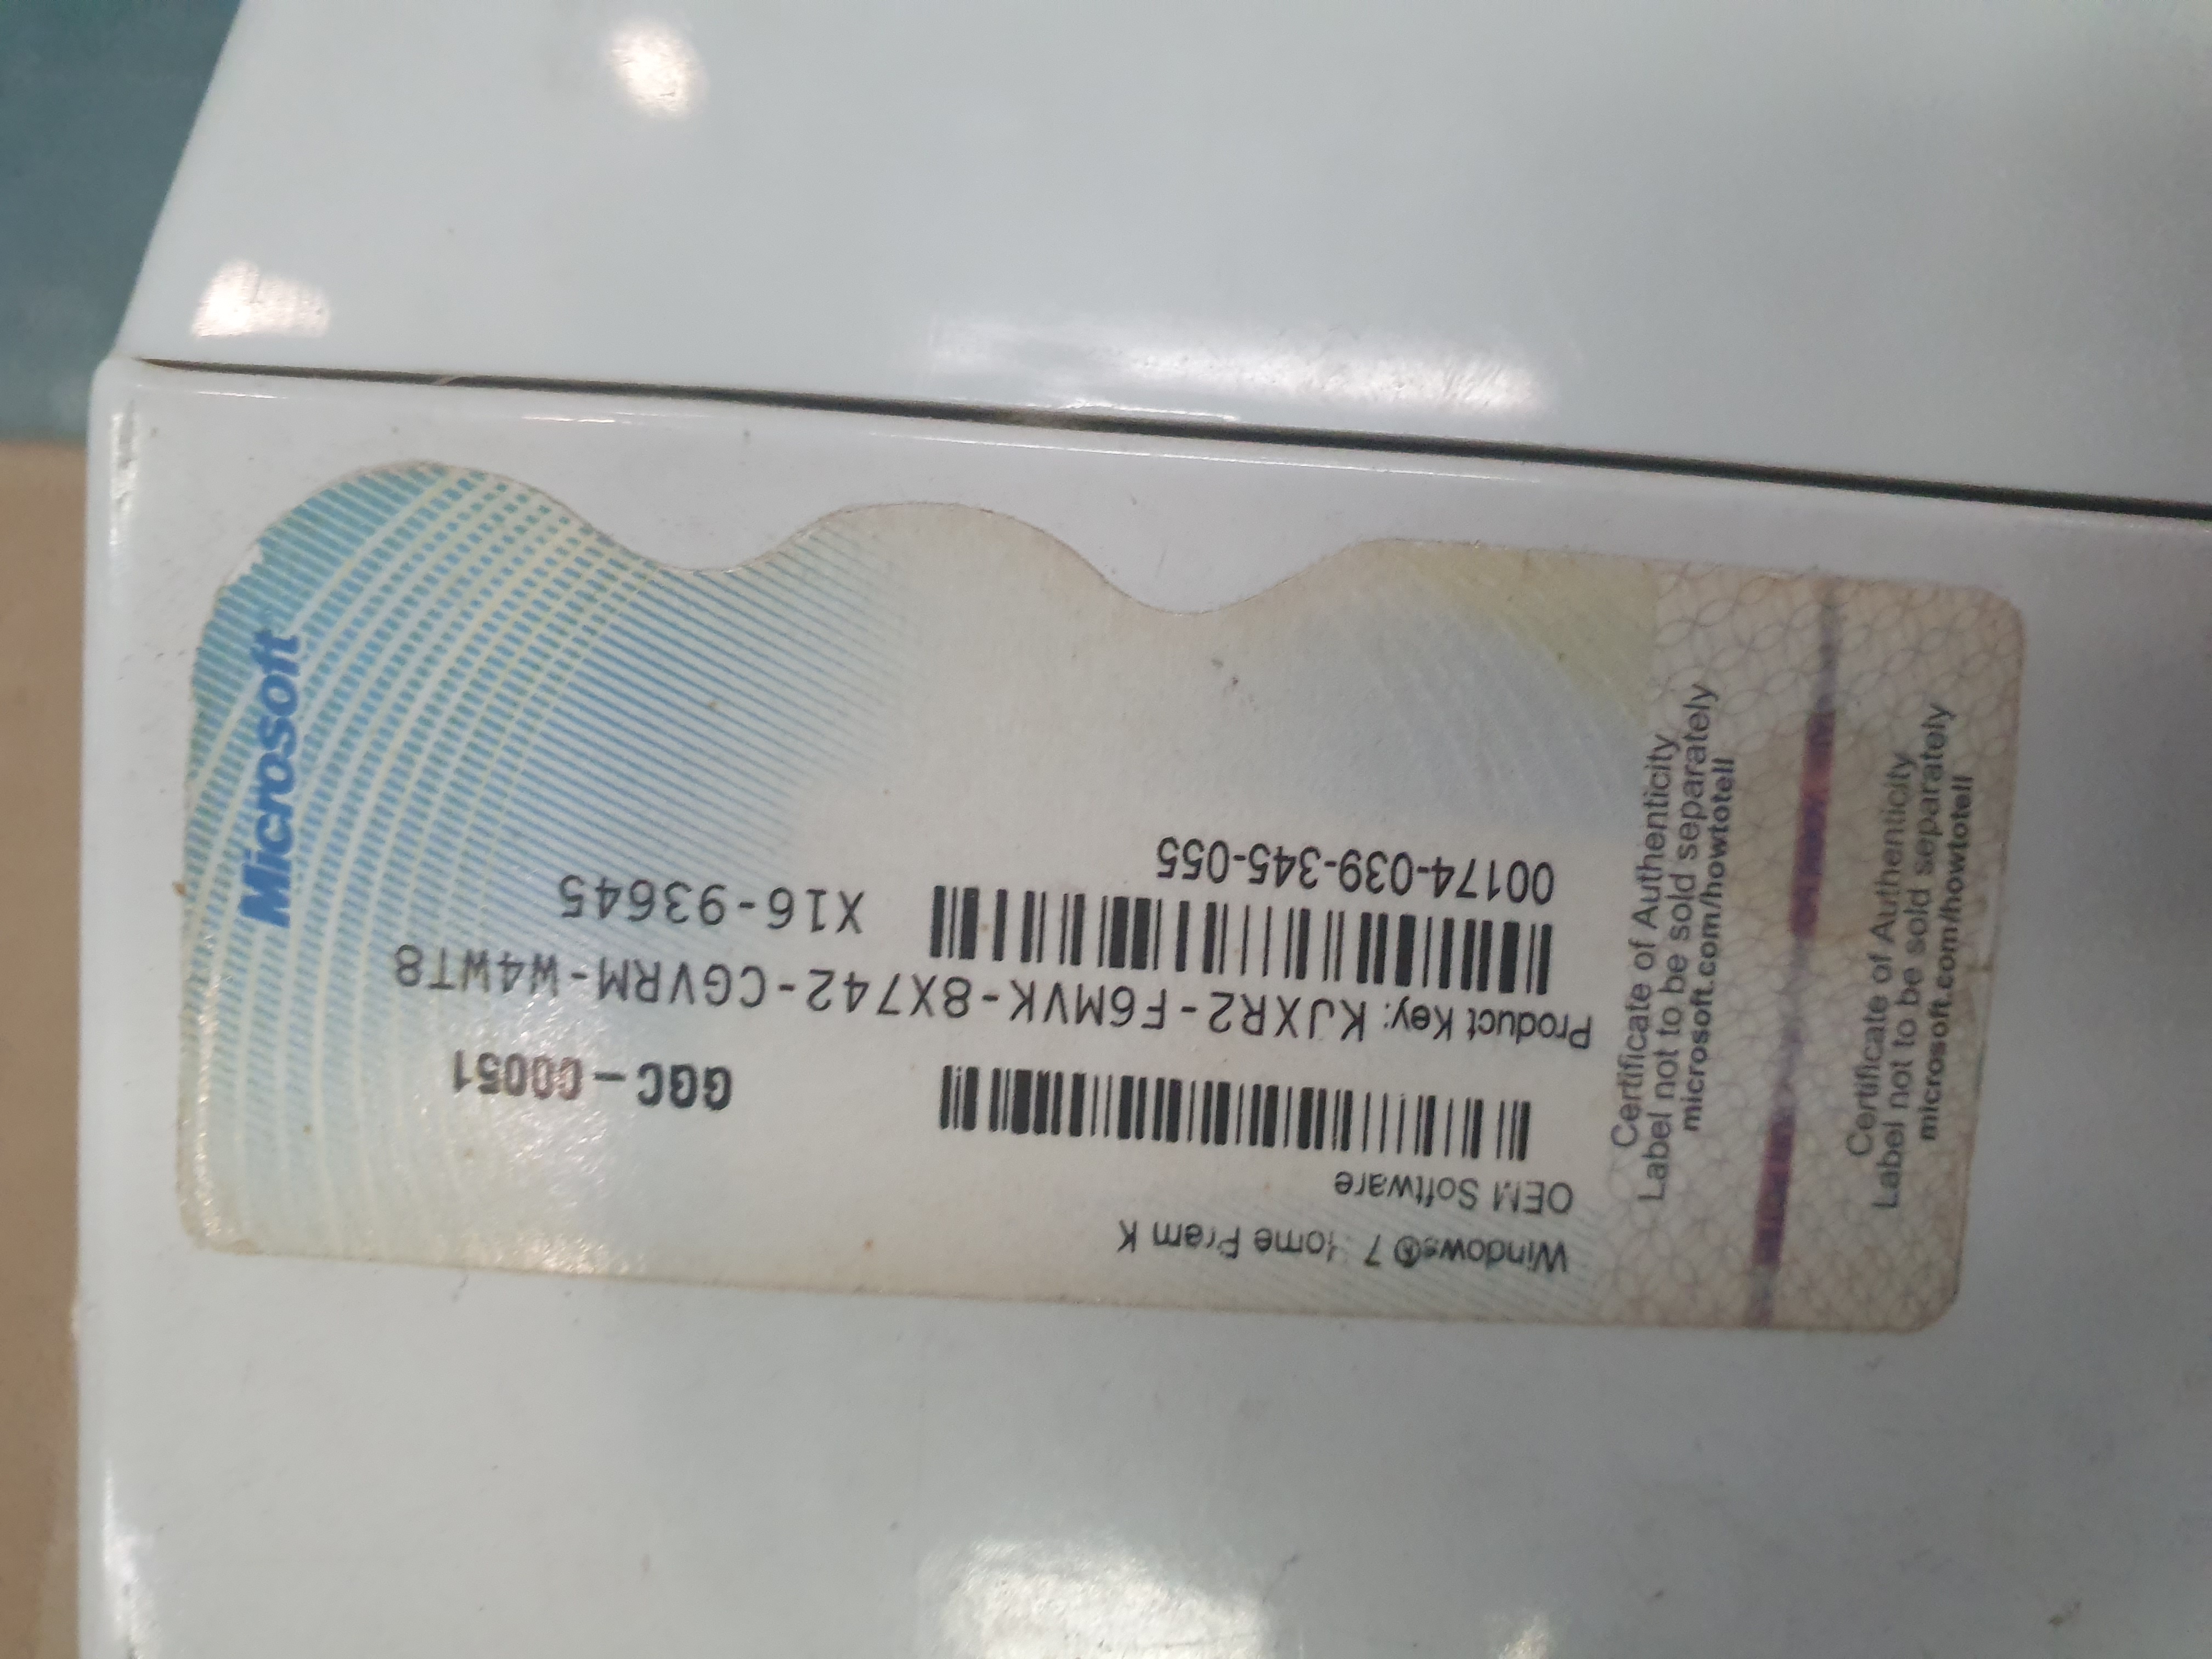 Windows® 7 Home Prem K
OEM Software
GQC-00051
Product Key: KJXR2-F6MVK-8X742-CGVRM-W4WT8
X16-93645
00174-039-345-055
Microsoft
Certificate of Authenticity
Label not to be sold separately
microsoft.com/howtotell
Certificate of Authenticity
Label not to be sold separately
microsoft.com/howtotell